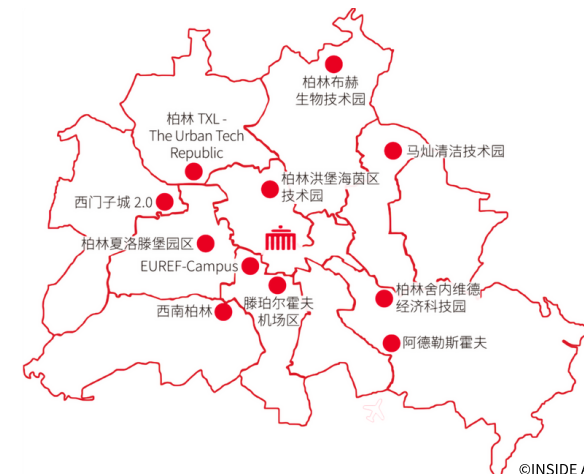 柏林布赫
生物技术园
柏林 TXL -
The Urban Tech
Republic
马灿清洁技术园
柏林洪堡海茵区
技术园
西门子城 2.0
柏林夏洛滕堡园区
EUREF-Campus
柏林舍内维德
经济科技园
滕珀尔霍夫
机场区
西南柏林
阿德勒斯霍夫
©INSIDE A